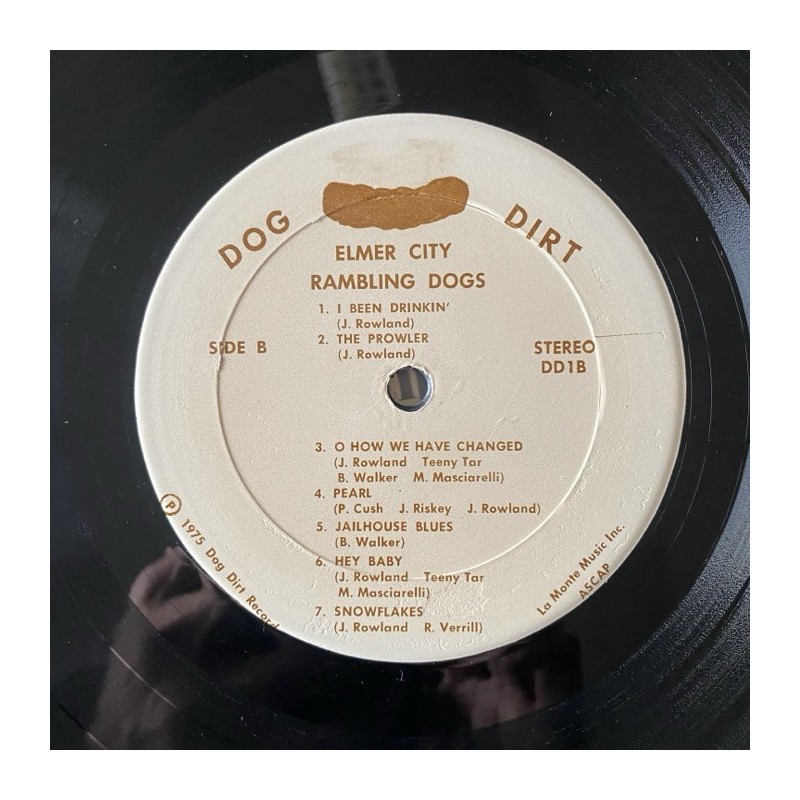 DOG DIRT
ELMER CITY
RAMBLING DOGS
1. I BEEN DRINKIN'
(J. Rowland)
2. THE PROWLER
(J. Rowland)
SIDE B
STEREO
DD1B
3. O HOW WE HAVE CHANGED
(J. Rowland Teeny Tar
B. Walker M. Masciarelli)
4. PEARL
(P. Cush J. Riskey J. Rowland)
5. JAILHOUSE BLUES
(B. Walker)
6. HEY BABY
(J. Rowland Teeny Tar
M. Masciarelli)
7. SNOWFLAKES
(J. Rowland R. Verrill)
Ⓟ 1975 Dog Dirt Record
La Monte Music Inc.
ASCAP